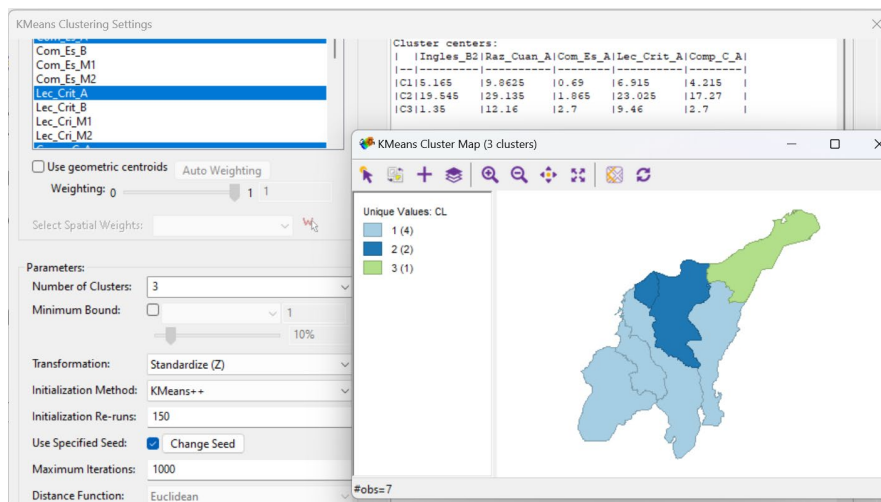 KMeans Clustering Settings
Com_Es_B
Com_Es_M1
Com_Es_M2
Lec_Crit_A
Lec_Crit_B
Lec_Cri_M1
Lec_Cri_M2
Use geometric centroids
Auto Weighting
Weighting: 0
1
1
Select Spatial Weights:
Parameters:
Number of Clusters:
3
Minimum Bound:
1
10%
Transformation:
Standardize (Z)
Initialization Method:
KMeans++
Initialization Re-runs:
150
Use Specified Seed:
Change Seed
Maximum Iterations:
1000
Distance Function:
Euclidean
Cluster centers:
| |Ingles_B2|Raz_Cuan_A|Com_Es_A|Lec_Crit_A|Comp_C_A|
|--|---------|----------|--------|----------|--------|
|C1|5.165 |9.8625 |0.69 |6.915 |4.215 |
|C2|19.545 |29.135 |1.865 |23.025 |17.27 |
|C3|1.35 |12.16 |2.7 |9.46 |2.7 |
KMeans Cluster Map (3 clusters)
Unique Values: CL
1 (4)
2 (2)
3 (1)
#obs=7